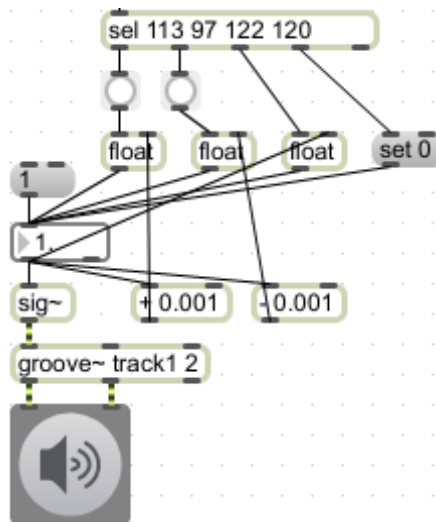 sel 113 97 122 120
float float float set 0
1
1.
sig~ + 0.001 - 0.001
groove~ track1 2